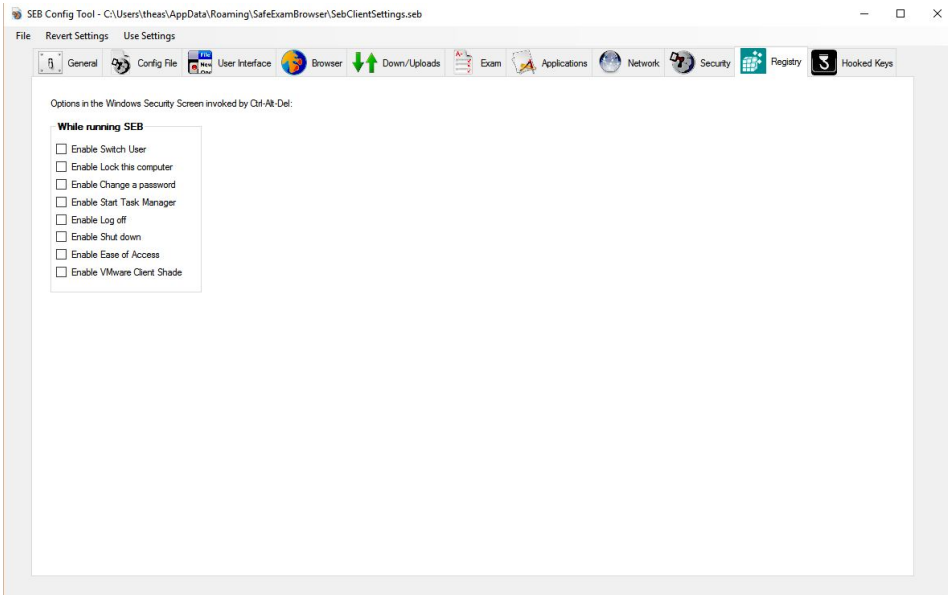 SEB Config Tool - C:\Users\theas\AppData\Roaming\SafeExamBrowser\SebClientSettings.seb
File Revert Settings Use Settings
General Config File User Interface Browser Down/Uploads Exam Applications Network Security Registry Hooked Keys
Options in the Windows Security Screen invoked by Ctrl-Alt-Del:
While running SEB
Enable Switch User
Enable Lock this computer
Enable Change a password
Enable Start Task Manager
Enable Log off
Enable Shut down
Enable Ease of Access
Enable VMware Client Shade